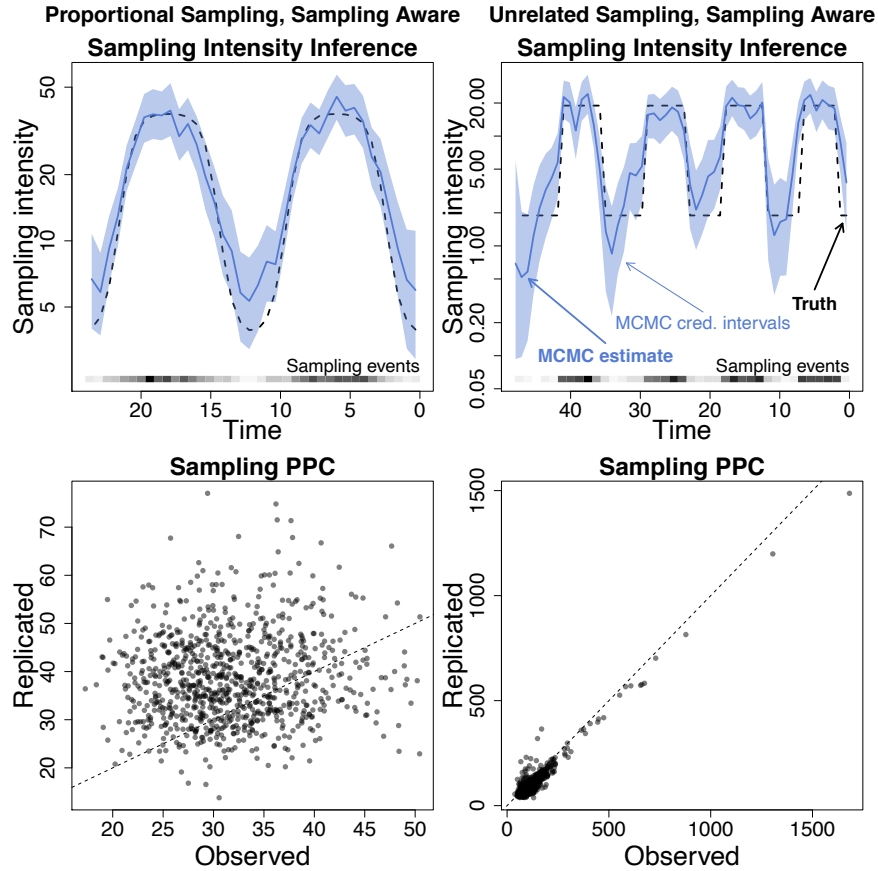 Proportional Sampling, Sampling Aware
Sampling Intensity Inference
Sampling intensity
50
20
10
5
Sampling events
20 15 10 5 0
Time
Unrelated Sampling, Sampling Aware
Sampling Intensity Inference
Sampling intensity
20.00
5.00
1.00
0.20
0.05
Truth
MCMC cred. intervals
MCMC estimate
Sampling events
40 30 20 10 0
Time
Sampling PPC
Replicated
70
60
50
40
30
20
20 25 30 35 40 45 50
Observed
Sampling PPC
Replicated
1500
1000
500
0
0 500 1000 1500
Observed